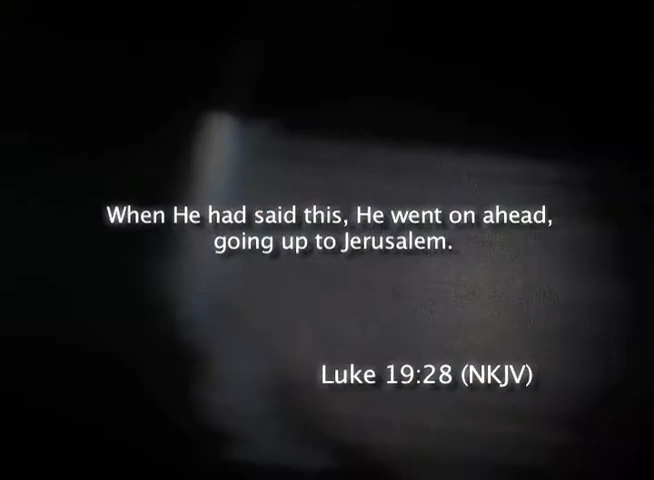 When He had said this, He went on ahead,
going up to Jerusalem.
Luke 19:28 (NKJV)